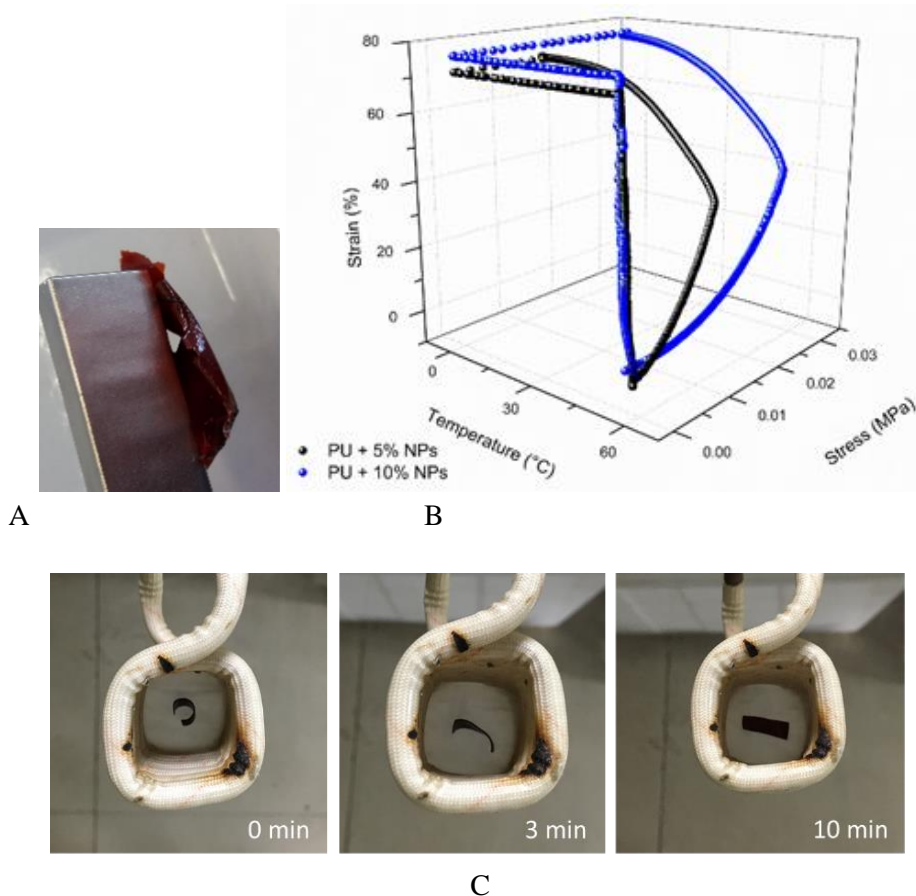 80
60
40
20
0
Strain (%)
0
30
60
Temperature (°C)
0.00
0.01
0.02
0.03
Stress (MPa)
PU + 5% NPs
PU + 10% NPs
A
B
0 min
3 min
10 min
C